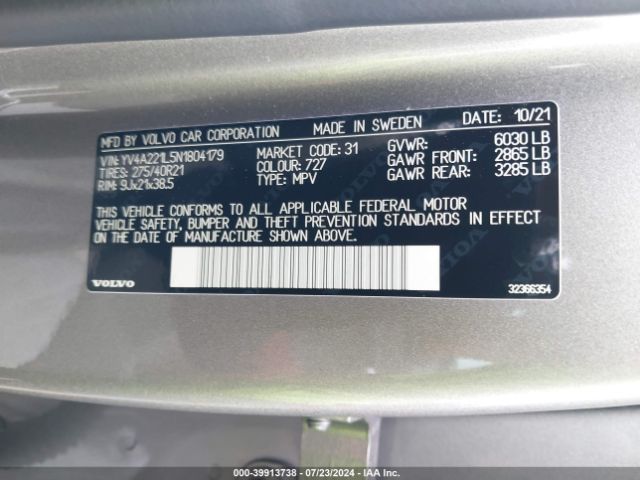 MFD BY VOLVO CAR CORPORATION MADE IN SWEDEN DATE: 10/21
VIN: YV4A221L5N1804179 MARKET CODE: 31 GVWR: 6030 LB
TIRES: 275/40R21 COLOUR: 727 GAWR FRONT: 2865 LB
RIM: 9Jx21x38.5 TYPE: MPV GAWR REAR: 3285 LB
THIS VEHICLE CONFORMS TO ALL APPLICABLE FEDERAL MOTOR
VEHICLE SAFETY, BUMPER AND THEFT PREVENTION STANDARDS IN EFFECT
ON THE DATE OF MANUFACTURE SHOWN ABOVE.
VOLVO 32366354
000-39913738 - 07/23/2024 - IAA Inc.